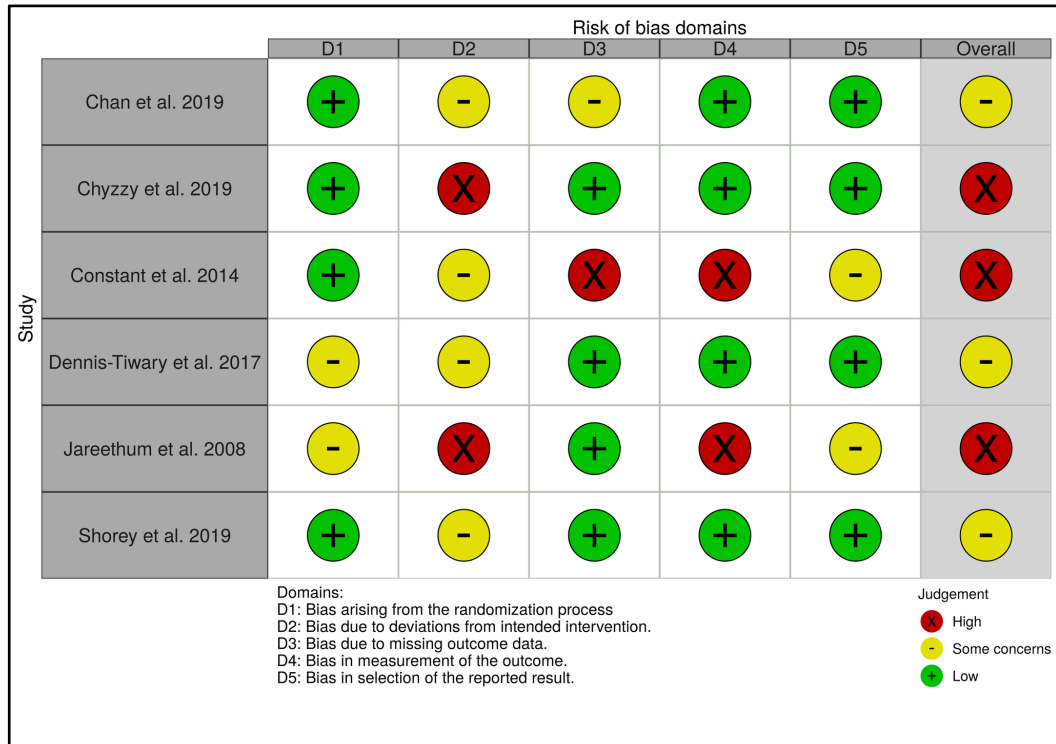 Risk of bias domains
D1 D2 D3 D4 D5 Overall
Study
Chan et al. 2019 + - - + + -
Chyzzy et al. 2019 + X + + + X
Constant et al. 2014 + - X X - X
Dennis-Tiwary et al. 2017 - - + + + -
Jareethum et al. 2008 - X + X - X
Shorey et al. 2019 + - + + + -
Domains:
D1: Bias arising from the randomization process
D2: Bias due to deviations from intended intervention.
D3: Bias due to missing outcome data.
D4: Bias in measurement of the outcome.
D5: Bias in selection of the reported result.
Judgement
X High
- Some concerns
+ Low